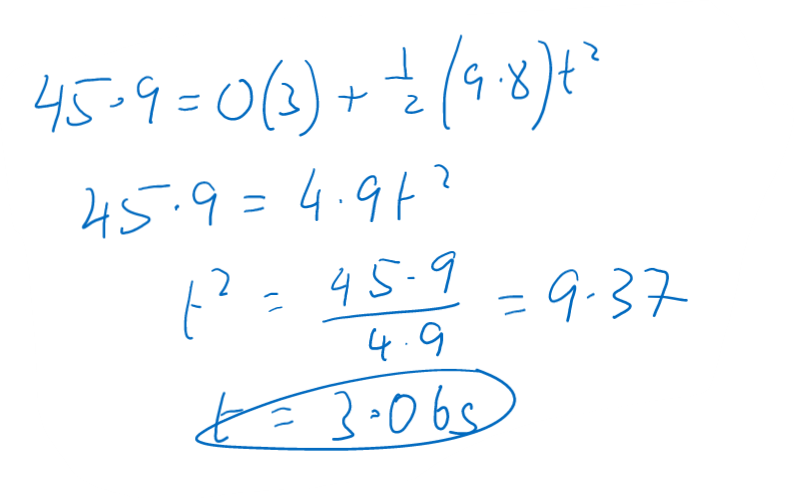 45.9 = 0(3) + 1/2 (9.8)t²
45.9 = 4.9t²
t² = 45.9/4.9 = 9.37
t = 3.06s